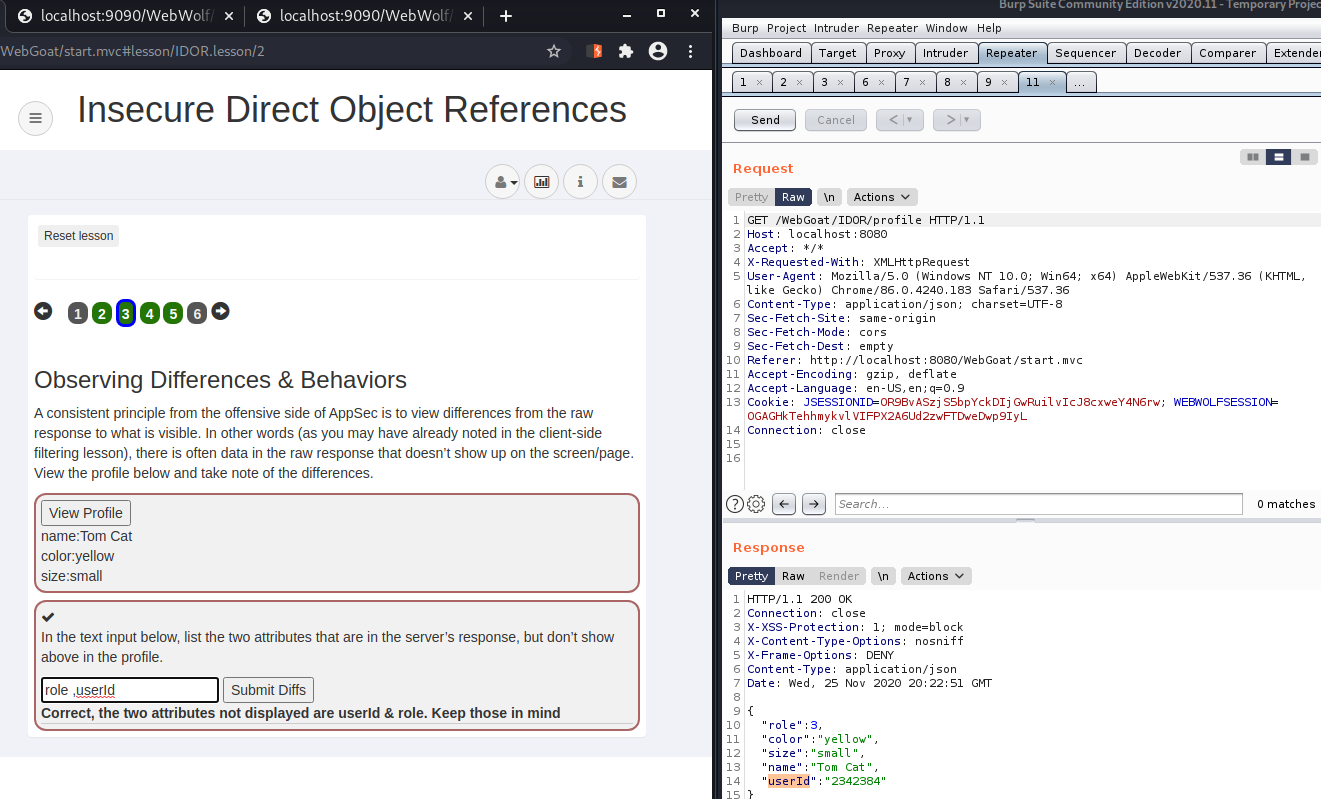 localhost:9090/WebWolf/ × localhost:9090/WebWolf/ × +
WebGoat/start.mvc#lesson/IDOR.lesson/2
Insecure Direct Object References
Reset lesson
1 2 3 4 5 6
Observing Differences & Behaviors
A consistent principle from the offensive side of AppSec is to view differences from the raw
response to what is visible. In other words (as you may have already noted in the client-side
filtering lesson), there is often data in the raw response that doesn’t show up on the screen/page.
View the profile below and take note of the differences.
View Profile
name:Tom Cat
color:yellow
size:small
In the text input below, list the two attributes that are in the server’s response, but don’t show
above in the profile.
role ,userId Submit Diffs
Correct, the two attributes not displayed are userId & role. Keep those in mind
Burp Suite Community Edition v2020.11 - Temporary Projec
Burp Project Intruder Repeater Window Help
Dashboard Target Proxy Intruder Repeater Sequencer Decoder Comparer Extender
1 × 2 × 3 × 6 × 7 × 8 × 9 × 11 × ...
Send Cancel < | ▼ > | ▼
Request
Pretty Raw \n Actions
1 GET /WebGoat/IDOR/profile HTTP/1.1
2 Host: localhost:8080
3 Accept: */*
4 X-Requested-With: XMLHttpRequest
5 User-Agent: Mozilla/5.0 (Windows NT 10.0; Win64; x64) AppleWebKit/537.36 (KHTML,
like Gecko) Chrome/86.0.4240.183 Safari/537.36
6 Content-Type: application/json; charset=UTF-8
7 Sec-Fetch-Site: same-origin
8 Sec-Fetch-Mode: cors
9 Sec-Fetch-Dest: empty
10 Referer: http://localhost:8080/WebGoat/start.mvc
11 Accept-Encoding: gzip, deflate
12 Accept-Language: en-US,en;q=0.9
13 Cookie: JSESSIONID=OR9BvASzjS5bpYckDIjGwRuilvIcJ8cxweY4N6rw; WEBWOLFSESSION=
OGAGHkTehhmykvlVIFPX2A6Ud2zwFTDweDwp9IyL
14 Connection: close
15
16
? Search... 0 matches
Response
Pretty Raw Render \n Actions
1 HTTP/1.1 200 OK
2 Connection: close
3 X-XSS-Protection: 1; mode=block
4 X-Content-Type-Options: nosniff
5 X-Frame-Options: DENY
6 Content-Type: application/json
7 Date: Wed, 25 Nov 2020 20:22:51 GMT
8
9 {
10 "role":3,
11 "color":"yellow",
12 "size":"small",
13 "name":"Tom Cat",
14 "userId":"2342384"
15 }